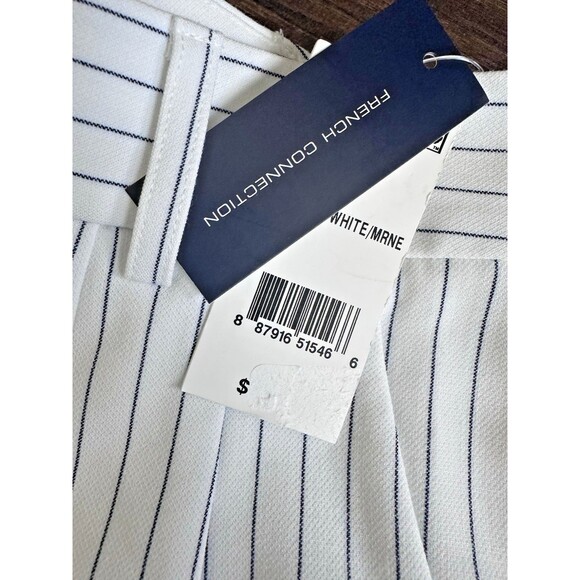 FRENCH CONNECTION
WHITE/MRNE
8 87916 51546 6
$